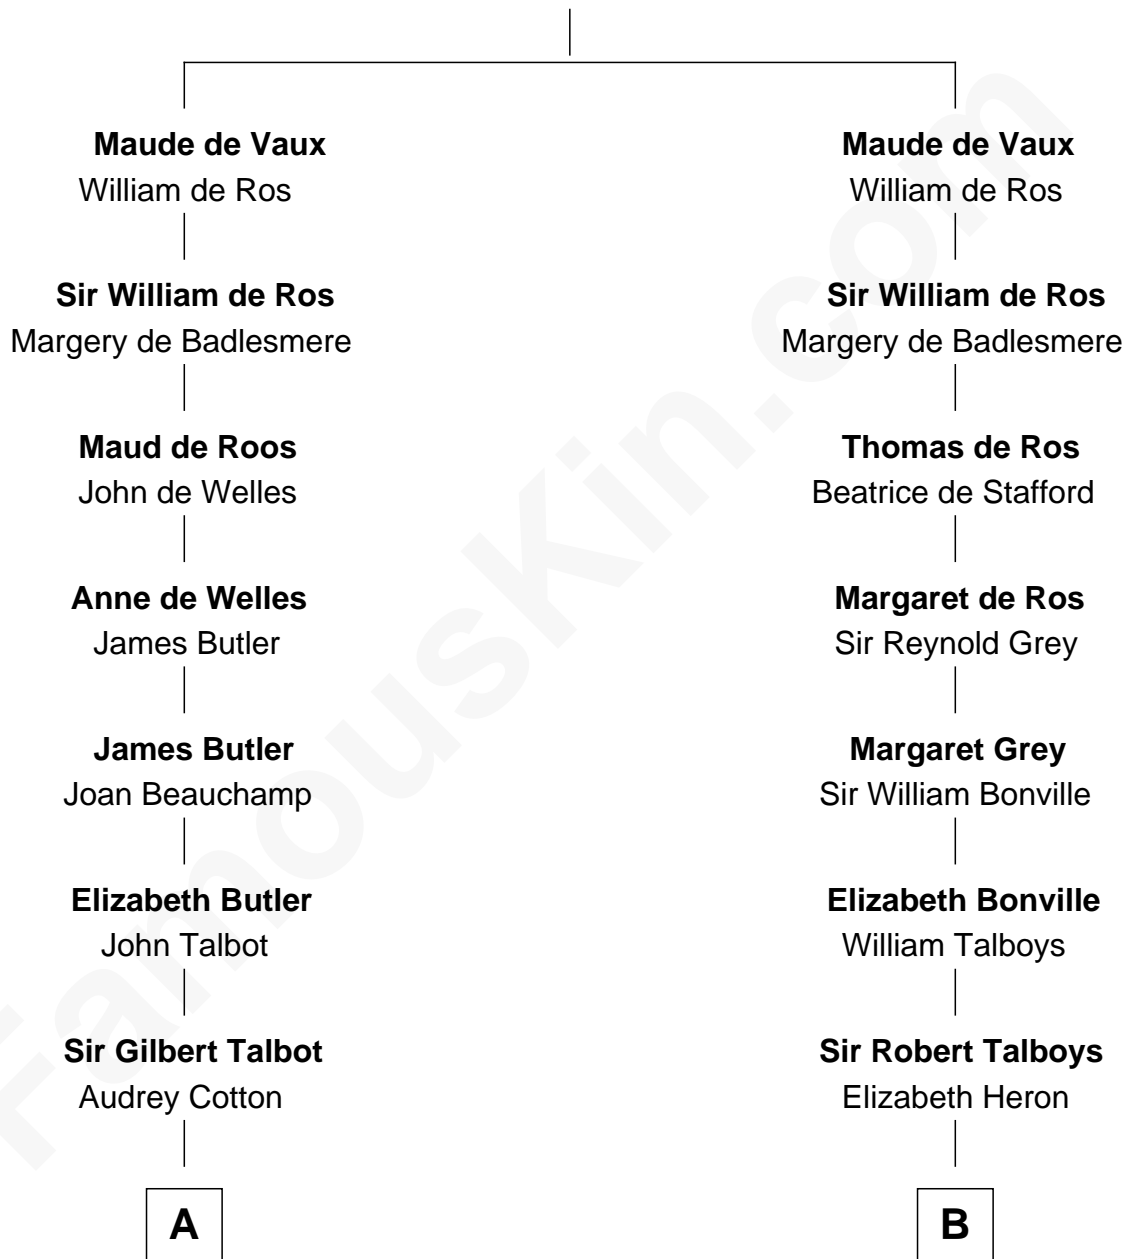 Maude de Vaux
William de Ros
Sir William de Ros
Margery de Badlesmere
Maud de Roos
John de Welles
Anne de Welles
James Butler
James Butler
Joan Beauchamp
Elizabeth Butler
John Talbot
Sir Gilbert Talbot
Audrey Cotton
A
Maude de Vaux
William de Ros
Sir William de Ros
Margery de Badlesmere
Thomas de Ros
Beatrice de Stafford
Margaret de Ros
Sir Reynold Grey
Margaret Grey
Sir William Bonville
Elizabeth Bonville
William Talboys
Sir Robert Talboys
Elizabeth Heron
B
FamousKin.com